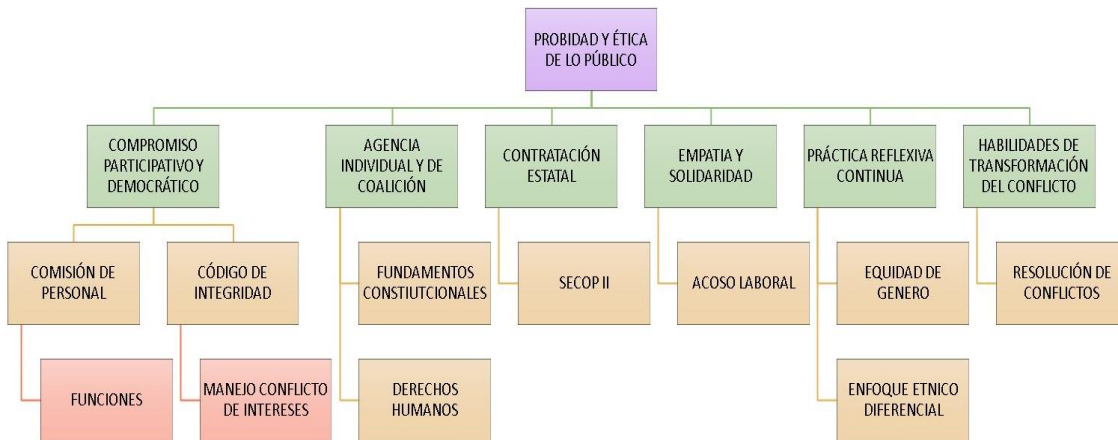 PROBIDAD Y ÉTICA
DE LO PÚBLICO
COMPROMISO
PARTICIPATIVO Y
DEMOCRÁTICO
AGENCIA
INDIVIDUAL Y DE
COALICIÓN
CONTRATACIÓN
ESTATAL
EMPATIA Y
SOLIDARIDAD
PRÁCTICA REFLEXIVA
CONTINUA
HABILIDADES DE
TRANSFORMACIÓN
DEL CONFLICTO
COMISIÓN DE
PERSONAL
CÓDIGO DE
INTEGRIDAD
FUNDAMENTOS
CONSTIUTCIONALES
SECOP II
ACOSO LABORAL
EQUIDAD DE
GENERO
RESOLUCIÓN DE
CONFLICTOS
FUNCIONES
MANEJO CONFLICTO
DE INTERESES
DERECHOS
HUMANOS
ENFOQUE ETNICO
DIFERENCIAL